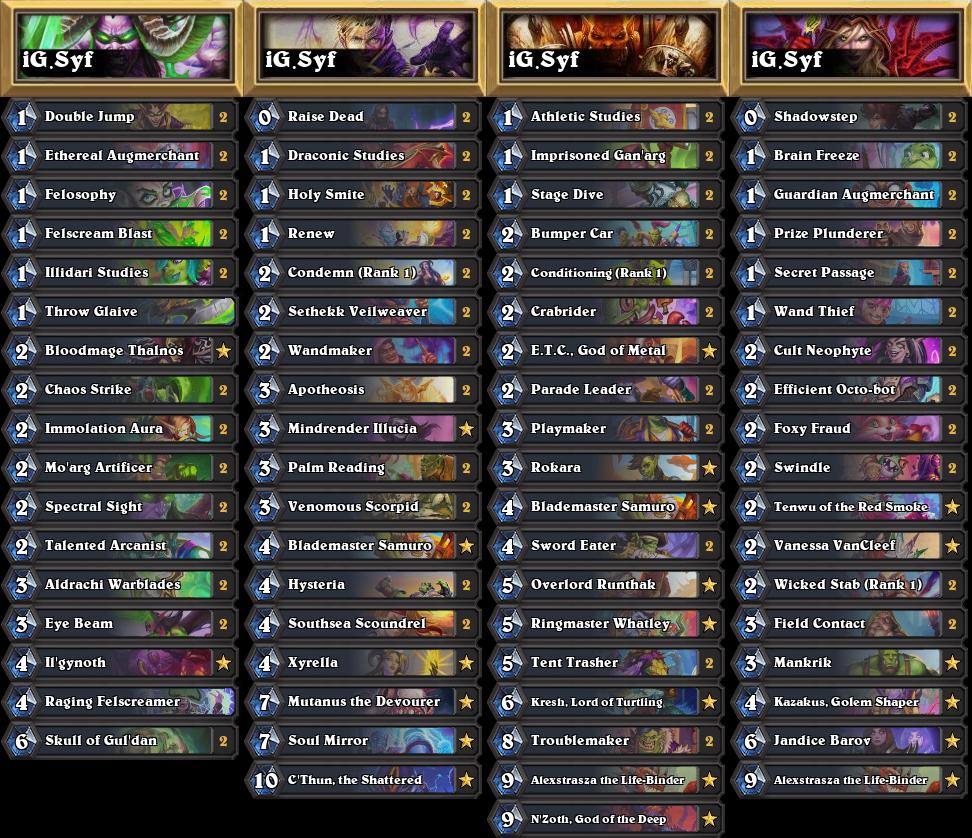 iG.Syf
1 Double Jump 2
1 Ethereal Augmerchant 2
1 Felosophy 2
1 Felscream Blast 2
1 Illidari Studies 2
1 Throw Glaive
2 Bloodmage Thalnos
2 Chaos Strike 2
2 Immolation Aura 2
2 Mo'arg Artificer 2
2 Spectral Sight 2
2 Talented Arcanist 2
3 Aldrachi Warblades 2
3 Eye Beam 2
4 Il'gynoth
4 Raging Felscreamer
6 Skull of Gul'dan 2
iG.Syf
0 Raise Dead 2
1 Draconic Studies 2
1 Holy Smite 2
1 Renew 2
2 Condemn (Rank 1) 2
2 Sethekk Veilweaver 2
2 Wandmaker 2
3 Apotheosis 2
3 Mindrender Illucia
3 Palm Reading 2
3 Venomous Scorpid 2
4 Blademaster Samuro
4 Hysteria 2
4 Southsea Scoundrel 2
4 Xyrella
7 Mutanus the Devourer
7 Soul Mirror
10 C'Thun, the Shattered
iG.Syf
1 Athletic Studies 2
1 Imprisoned Gan'arg 2
1 Stage Dive 2
2 Bumper Car 2
2 Conditioning (Rank 1) 2
2 Crabrider 2
2 E.T.C., God of Metal
2 Parade Leader 2
3 Playmaker 2
3 Rokara
4 Blademaster Samuro
4 Sword Eater 2
5 Overlord Runthak
5 Ringmaster Whatley
5 Tent Trasher 2
6 Kresh, Lord of Turtling
8 Troublemaker 2
9 Alexstrasza the Life-Binder
9 N'Zoth, God of the Deep
iG.Syf
0 Shadowstep 2
1 Brain Freeze 2
1 Guardian Augmerchant 2
1 Prize Plunderer 2
1 Secret Passage 2
1 Wand Thief 2
2 Cult Neophyte 2
2 Efficient Octo-bot 2
2 Foxy Fraud 2
2 Swindle 2
2 Tenwu of the Red Smoke
2 Vanessa VanCleef
2 Wicked Stab (Rank 1) 2
3 Field Contact 2
3 Mankrik
4 Kazakus, Golem Shaper
6 Jandice Barov
9 Alexstrasza the Life-Binder